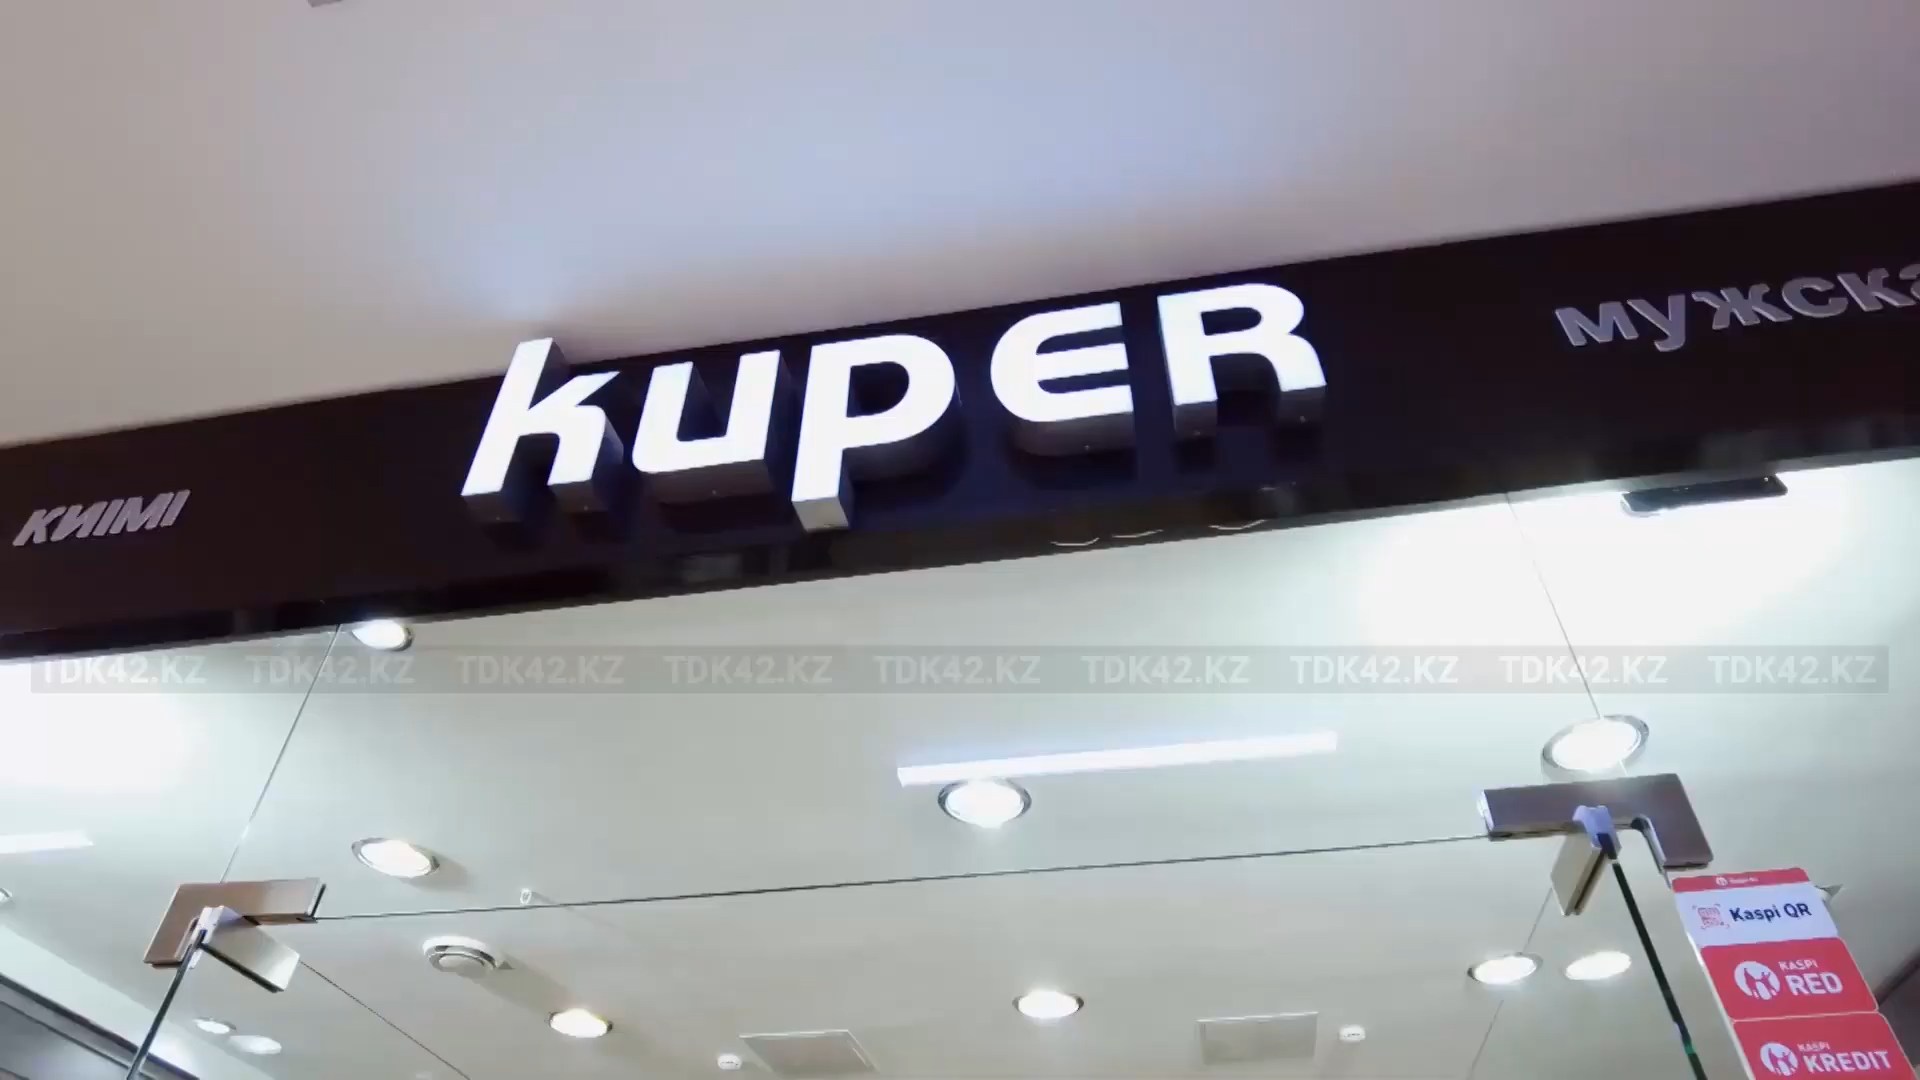 КИІМІ
kupER
мужска
TDK42.KZ TDK42.KZ TDK42.KZ TDK42.KZ TDK42.KZ TDK42.KZ TDK42.KZ TDK42.KZ TDK42.KZ
Kaspi QR
KASPI
RED
KASPI
KREDIT